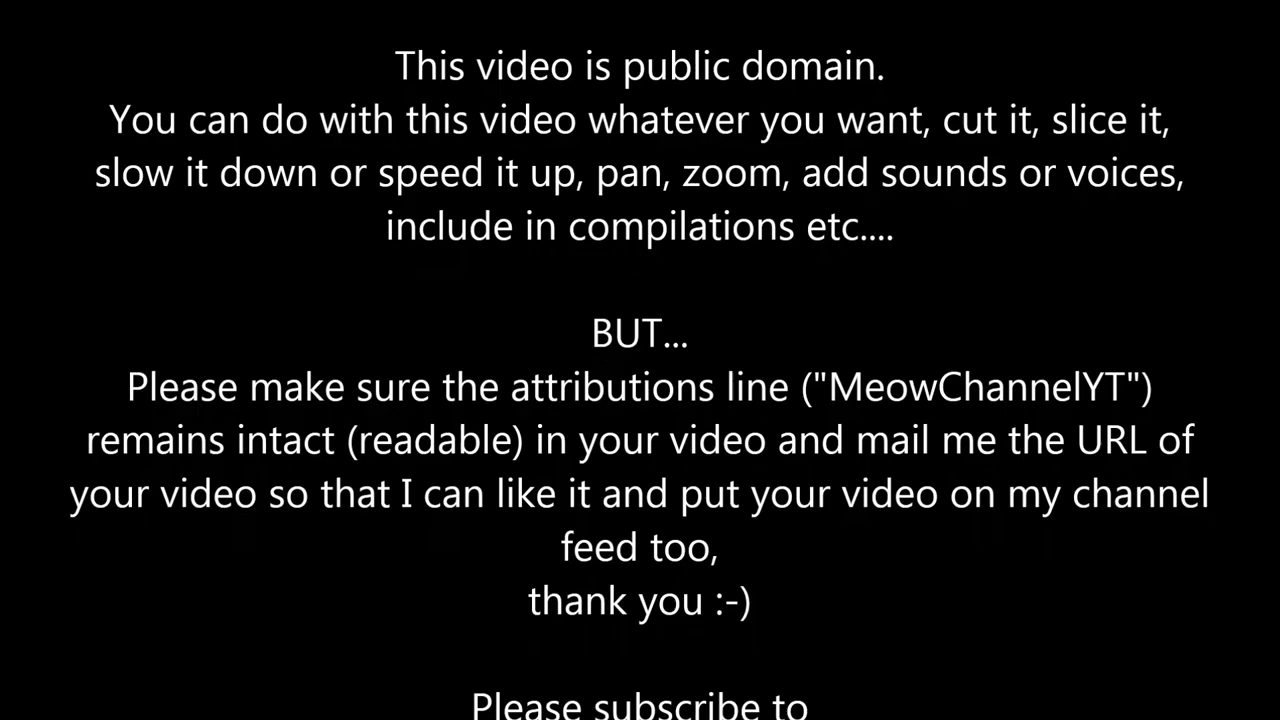 This video is public domain.
You can do with this video whatever you want, cut it, slice it,
slow it down or speed it up, pan, zoom, add sounds or voices,
include in compilations etc....
BUT...
Please make sure the attributions line ("MeowChannelYT")
remains intact (readable) in your video and mail me the URL of
your video so that I can like it and put your video on my channel
feed too,
thank you :-)
Please subscribe to